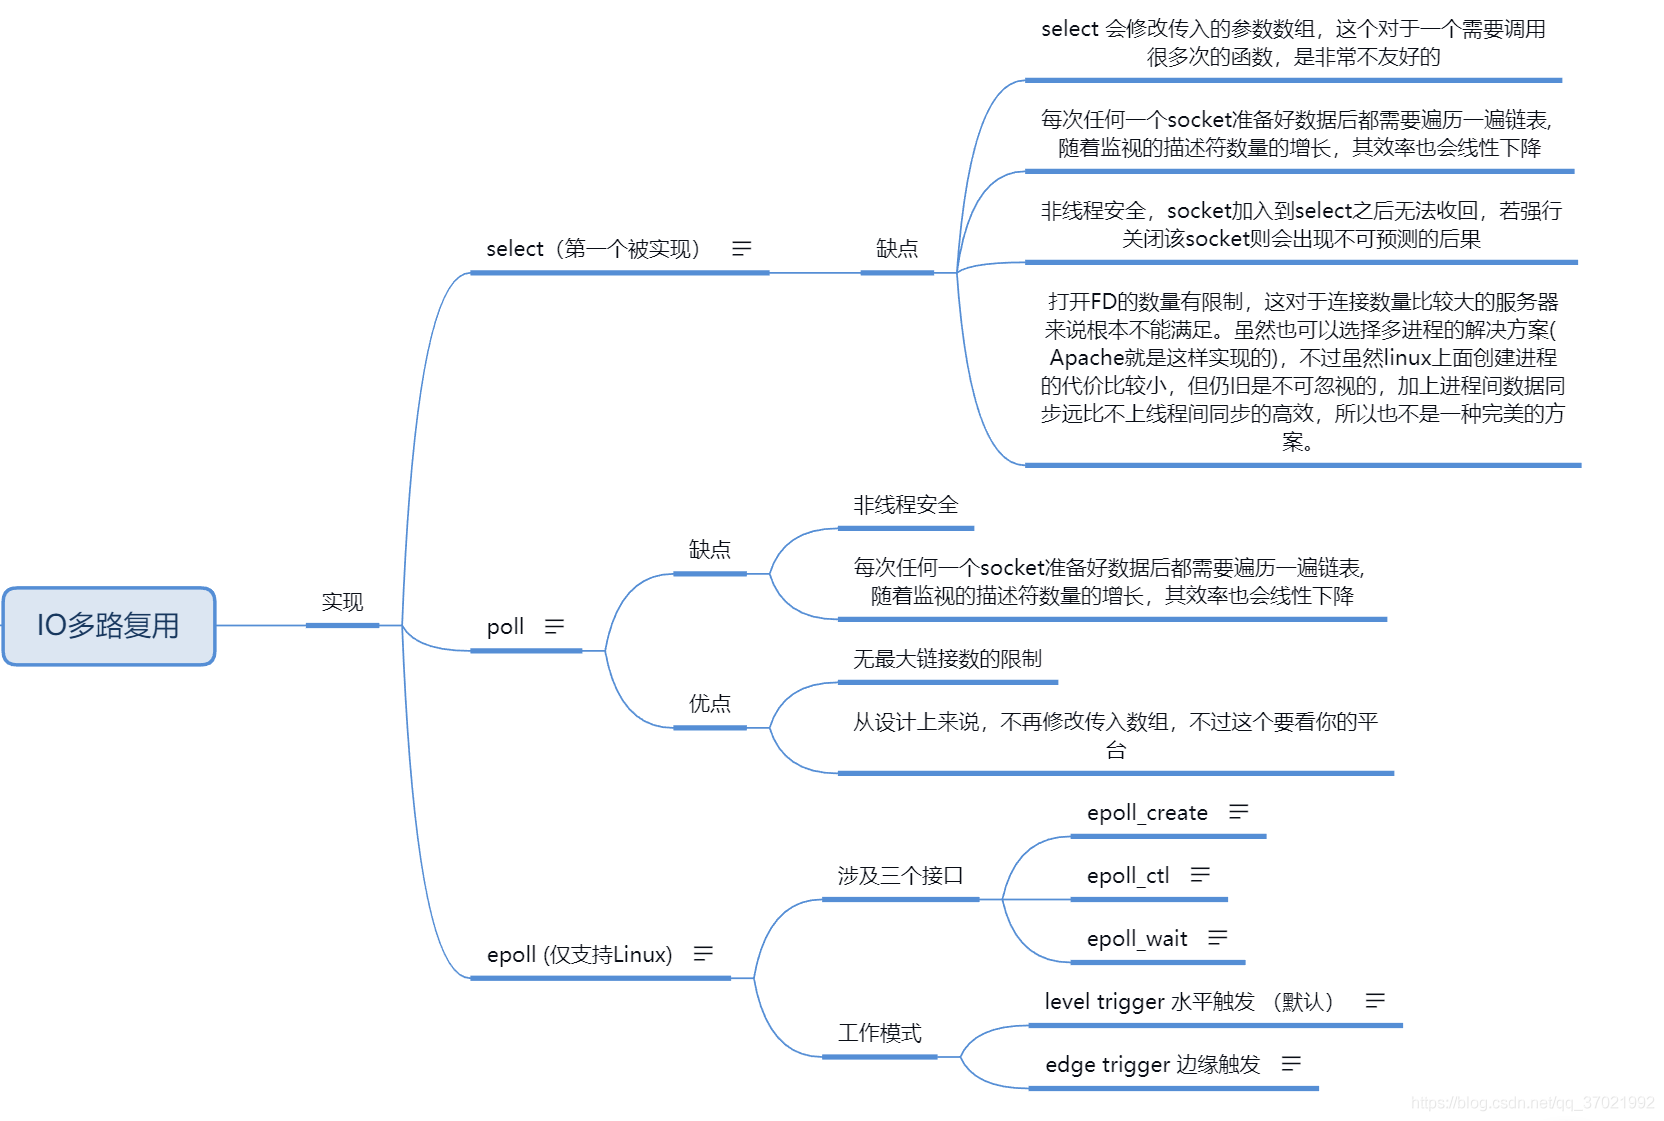 select 会修改传入的参数数组，这个对于一个需要调用
很多次的函数，是非常不友好的
每次任何一个socket准备好数据后都需要遍历一遍链表,
随着监视的描述符数量的增长，其效率也会线性下降
非线程安全，socket加入到select之后无法收回，若强行
关闭该socket则会出现不可预测的后果
select（第一个被实现）
缺点
打开FD的数量有限制，这对于连接数量比较大的服务器
来说根本不能满足。虽然也可以选择多进程的解决方案(
Apache就是这样实现的)，不过虽然linux上面创建进程
的代价比较小，但仍旧是不可忽视的，加上进程间数据同
步远比不上线程间同步的高效，所以也不是一种完美的方
案。
非线程安全
缺点
每次任何一个socket准备好数据后都需要遍历一遍链表,
随着监视的描述符数量的增长，其效率也会线性下降
IO多路复用
实现
poll
无最大链接数的限制
优点
从设计上来说，不再修改传入数组，不过这个要看你的平
台
epoll_create
涉及三个接口
epoll_ctl
epoll_wait
epoll (仅支持Linux)
level trigger 水平触发 （默认）
工作模式
edge trigger 边缘触发
https://blog.csdn.net/qq_37021992